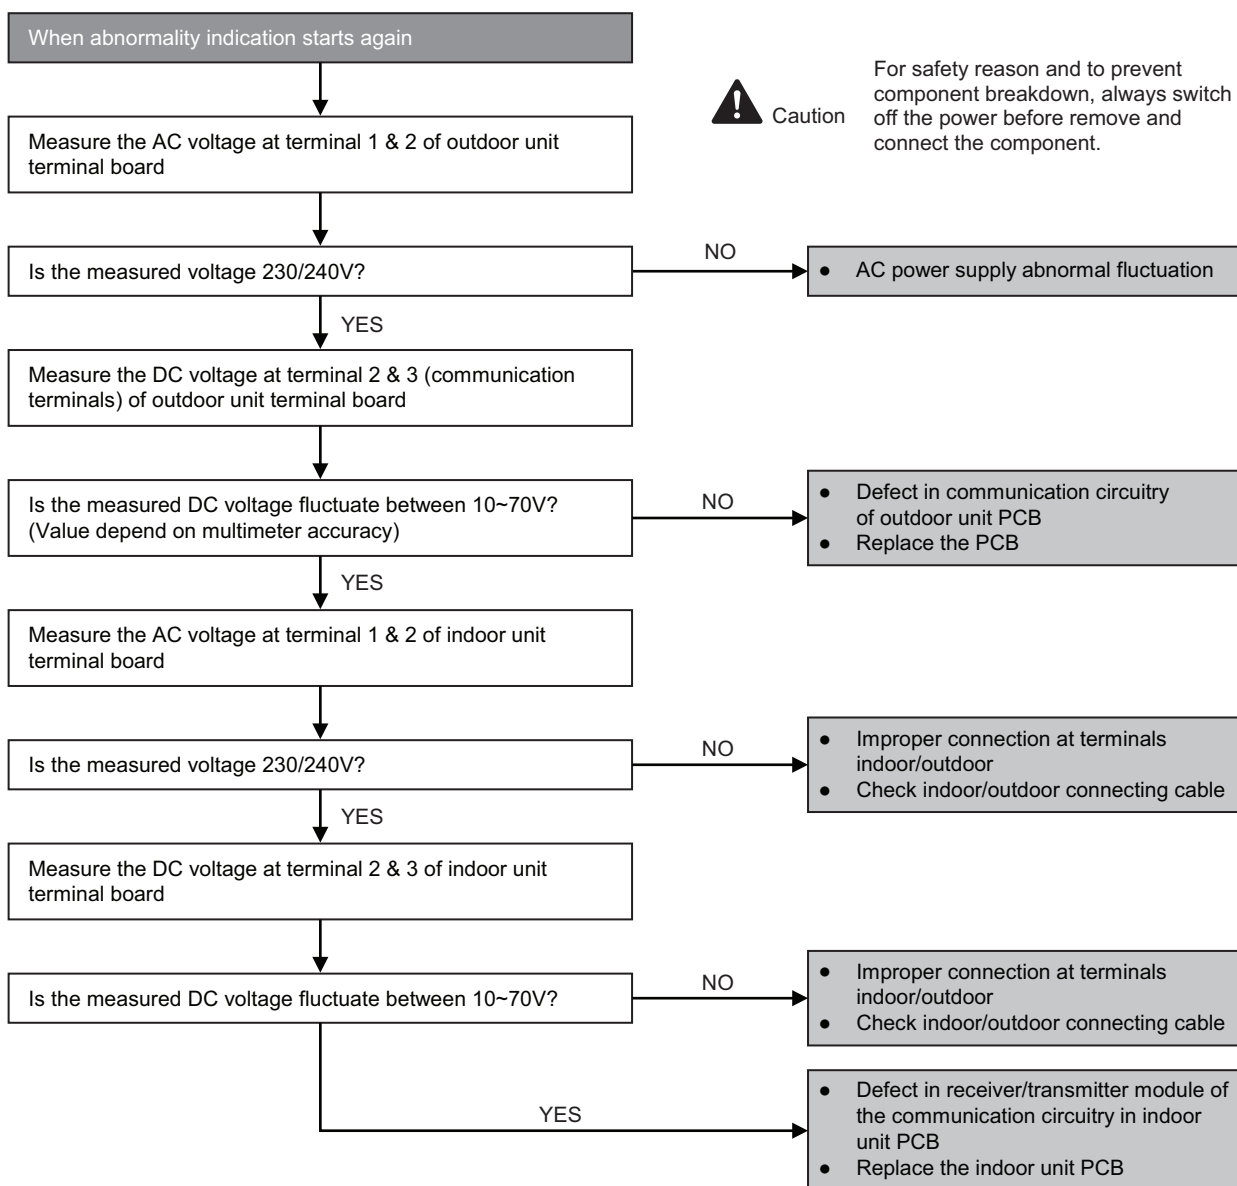 When abnormality indication starts again
Caution
For safety reason and to prevent
component breakdown, always switch
off the power before remove and
connect the component.
Measure the AC voltage at terminal 1 & 2 of outdoor unit
terminal board
Is the measured voltage 230/240V?
NO
● AC power supply abnormal fluctuation
YES
Measure the DC voltage at terminal 2 & 3 (communication
terminals) of outdoor unit terminal board
Is the measured DC voltage fluctuate between 10~70V?
(Value depend on multimeter accuracy)
NO
● Defect in communication circuitry
of outdoor unit PCB
● Replace the PCB
YES
Measure the AC voltage at terminal 1 & 2 of indoor unit
terminal board
Is the measured voltage 230/240V?
NO
● Improper connection at terminals
indoor/outdoor
● Check indoor/outdoor connecting cable
YES
Measure the DC voltage at terminal 2 & 3 of indoor unit
terminal board
Is the measured DC voltage fluctuate between 10~70V?
NO
● Improper connection at terminals
indoor/outdoor
● Check indoor/outdoor connecting cable
YES
● Defect in receiver/transmitter module of
the communication circuitry in indoor
unit PCB
● Replace the indoor unit PCB